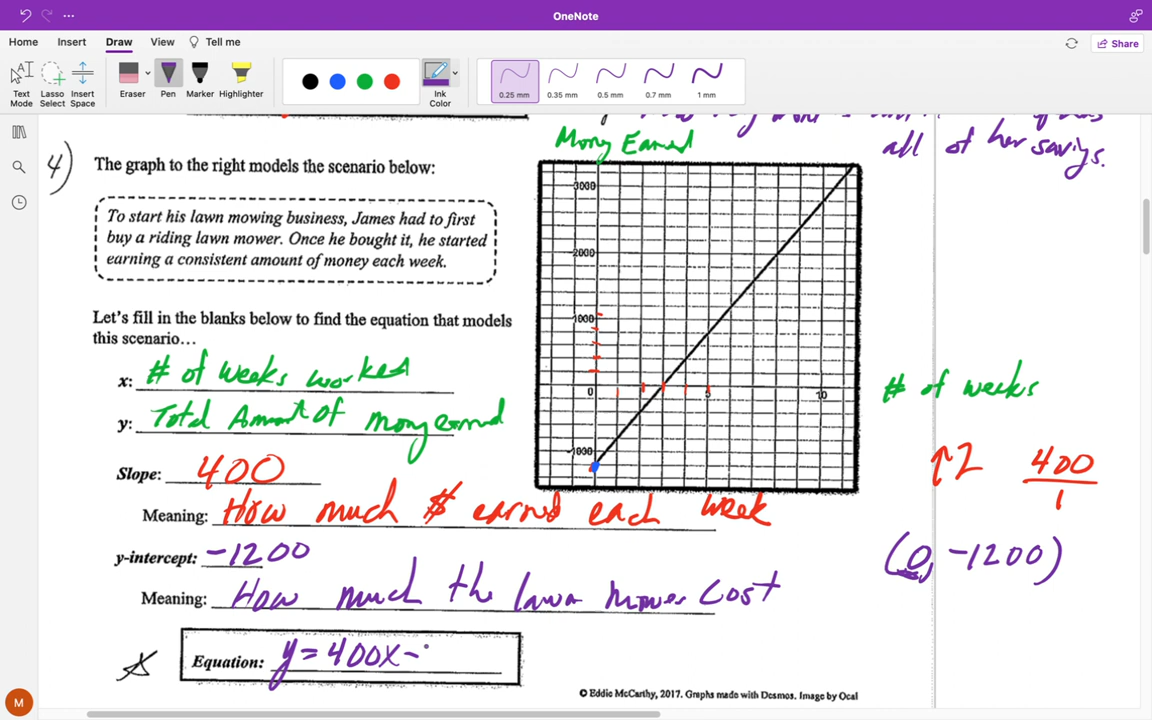 OneNote
Home Insert Draw View Tell me
Share
Text Mode
Lasso Select
Insert Space
Eraser
Pen
Marker
Highlighter
Ink Color
0.25 mm
0.35 mm
0.5 mm
0.7 mm
1 mm
all of her savings.
Mony Earned
4)
The graph to the right models the scenario below:
To start his lawn mowing business, James had to first
buy a riding lawn mower. Once he bought it, he started
earning a consistent amount of money each week.
3000
2000
1000
0
5
10
-1000
Let's fill in the blanks below to find the equation that models
this scenario…
x: # of weeks worked
y: Total Amount of mony earned
# of weeks
Slope: 400
↑2 400/1
Meaning: How much $ earned each week
y-intercept: -1200
(0, -1200)
Meaning: How much the lawn mower cost
Equation: y = 400x -
© Eddie McCarthy, 2017. Graphs made with Desmos. Image by Ocal
M